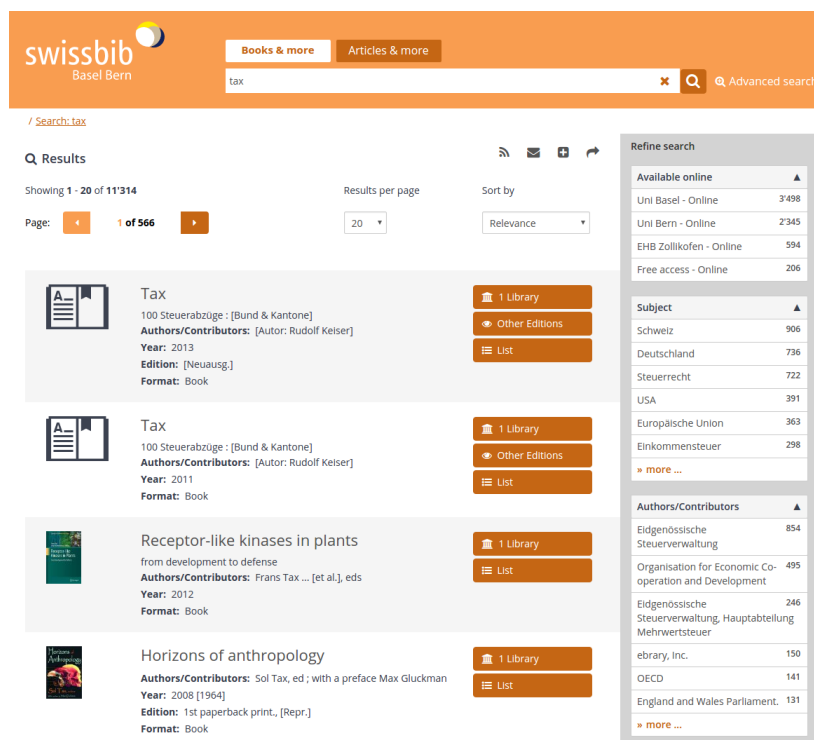 swissbib
Basel Bern
Books & more
Articles & more
tax
Advanced search
/ Search: tax
Results
Showing 1 - 20 of 11'314
Results per page
Sort by
Page:
1 of 566
20
Relevance
Tax
100 Steuerabzüge : [Bund & Kantone]
Authors/Contributors: [Autor: Rudolf Keiser]
Year: 2013
Edition: [Neuausg.]
Format: Book
1 Library
Other Editions
List
Tax
100 Steuerabzüge : [Bund & Kantone]
Authors/Contributors: [Autor: Rudolf Keiser]
Year: 2011
Format: Book
1 Library
Other Editions
List
Receptor-like kinases in plants
from development to defense
Authors/Contributors: Frans Tax ... [et al.], eds
Year: 2012
Format: Book
1 Library
List
Horizons of anthropology
Authors/Contributors: Sol Tax, ed ; with a preface Max Gluckman
Year: 2008 [1964]
Edition: 1st paperback print., [Repr.]
Format: Book
1 Library
List
Refine search
Available online
Uni Basel - Online 3'498
Uni Bern - Online 2'345
EHB Zollikofen - Online 594
Free access - Online 206
Subject
Schweiz 906
Deutschland 736
Steuerrecht 722
USA 391
Europäische Union 363
Einkommensteuer 298
» more ...
Authors/Contributors
Eidgenössische 854
Steuerverwaltung
Organisation for Economic Co- 495
operation and Development
Eidgenössische 246
Steuerverwaltung, Hauptabteilung
Mehrwertsteuer
ebrary, Inc. 150
OECD 141
England and Wales Parliament. 131
» more ...